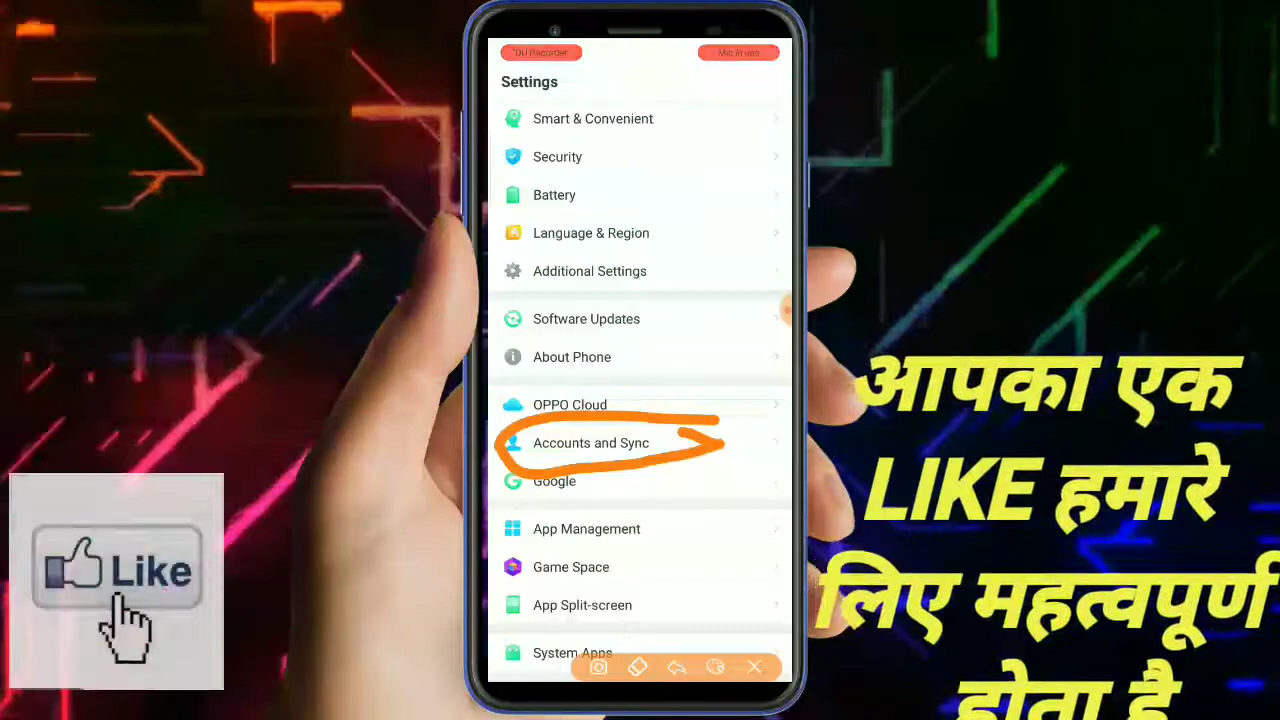 "DU Recorder
Mic in use
Settings
Smart & Convenient
Security
Battery
Language & Region
Additional Settings
Software Updates
About Phone
OPPO Cloud
Accounts and Sync
Google
App Management
Game Space
App Split-screen
System Apps
Like
आपका एक
LIKE हमारे
लिए महत्वपूर्ण
होता है